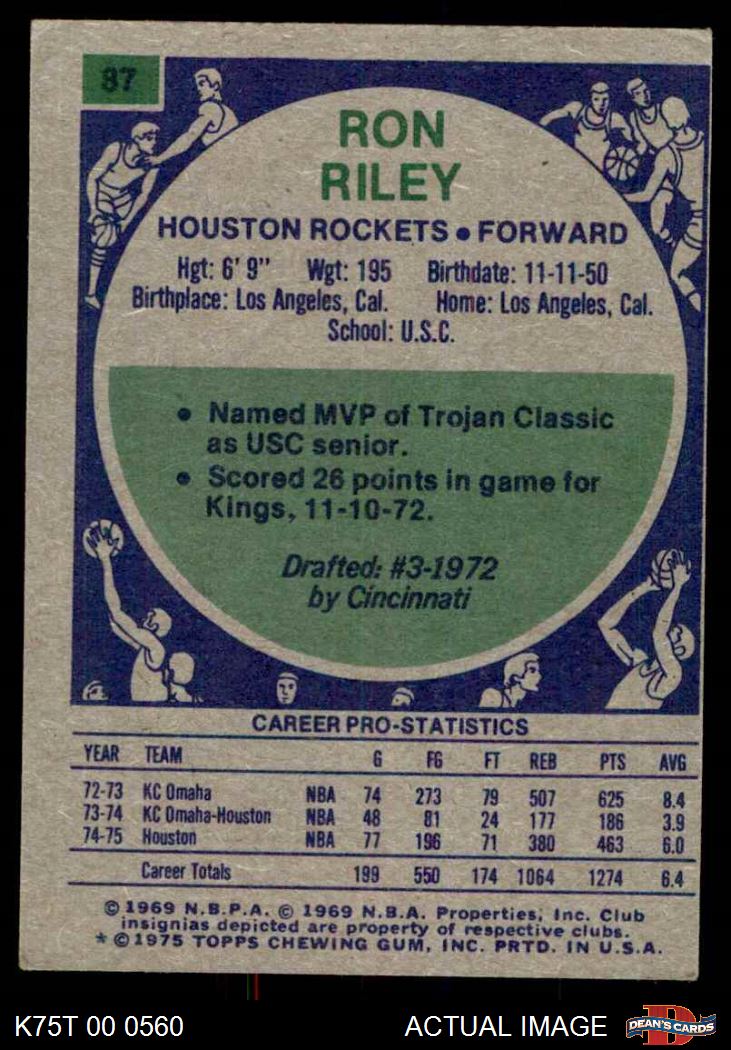 87
RON
RILEY
HOUSTON ROCKETS • FORWARD
Hgt: 6' 9" Wgt: 195 Birthdate: 11-11-50
Birthplace: Los Angeles, Cal. Home: Los Angeles, Cal.
School: U.S.C.
• Named MVP of Trojan Classic
as USC senior.
• Scored 26 points in game for
Kings, 11-10-72.
Drafted: #3-1972
by Cincinnati
CAREER PRO-STATISTICS
YEAR TEAM G FG FT REB PTS AVG
72-73 KC Omaha NBA 74 273 79 507 625 8.4
73-74 KC Omaha-Houston NBA 48 81 24 177 186 3.9
74-75 Houston NBA 77 196 71 380 463 6.0
Career Totals 199 550 174 1064 1274 6.4
© 1969 N.B.P.A. © 1969 N.B.A. Properties, Inc. Club
insignias depicted are property of respective clubs.
* © 1975 TOPPS CHEWING GUM, INC. PRTD. IN U.S.A.
K75T 00 0560 ACTUAL IMAGE D DEAN'S CARDS